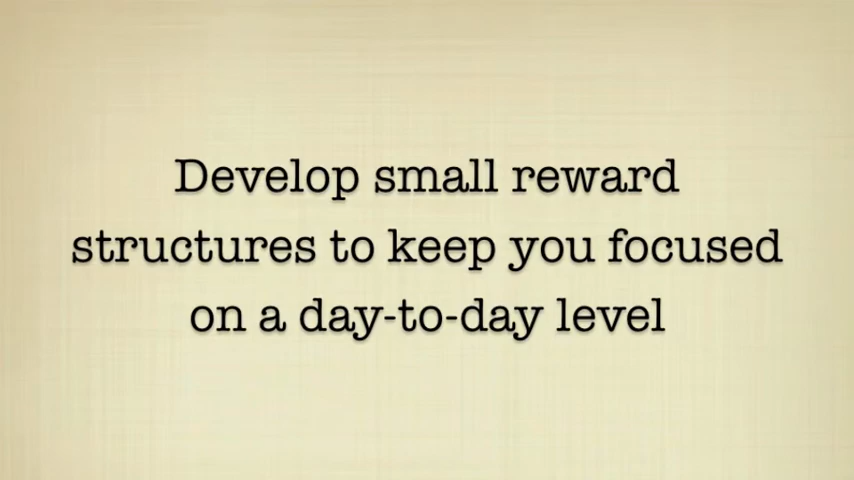 Develop small reward
structures to keep you focused
on a day-to-day level